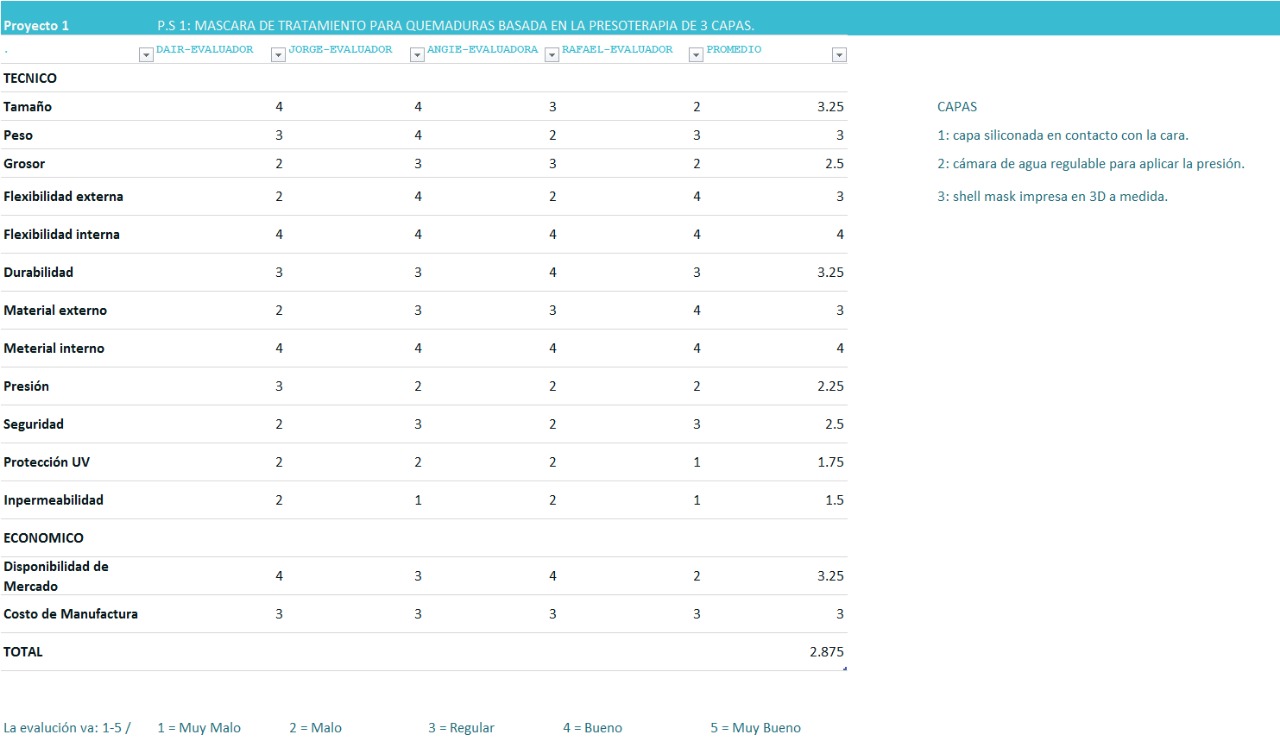 Proyecto 1 P.S 1: MASCARA DE TRATAMIENTO PARA QUEMADURAS BASADA EN LA PRESOTERAPIA DE 3 CAPAS.
. DAIR-EVALUADOR JORGE-EVALUADOR ANGIE-EVALUADORA RAFAEL-EVALUADOR PROMEDIO
TECNICO
Tamaño 4 4 3 2 3.25 CAPAS
Peso 3 4 2 3 3 1: capa siliconada en contacto con la cara.
Grosor 2 3 3 2 2.5 2: cámara de agua regulable para aplicar la presión.
Flexibilidad externa 2 4 2 4 3 3: shell mask impresa en 3D a medida.
Flexibilidad interna 4 4 4 4 4
Durabilidad 3 3 4 3 3.25
Material externo 2 3 3 4 3
Meterial interno 4 4 4 4 4
Presión 3 2 2 2 2.25
Seguridad 2 3 2 3 2.5
Protección UV 2 2 2 1 1.75
Inpermeabilidad 2 1 2 1 1.5
ECONOMICO
Disponibilidad de
Mercado 4 3 4 2 3.25
Costo de Manufactura 3 3 3 3 3
TOTAL 2.875
La evalución va: 1-5 / 1 = Muy Malo 2 = Malo 3 = Regular 4 = Bueno 5 = Muy Bueno